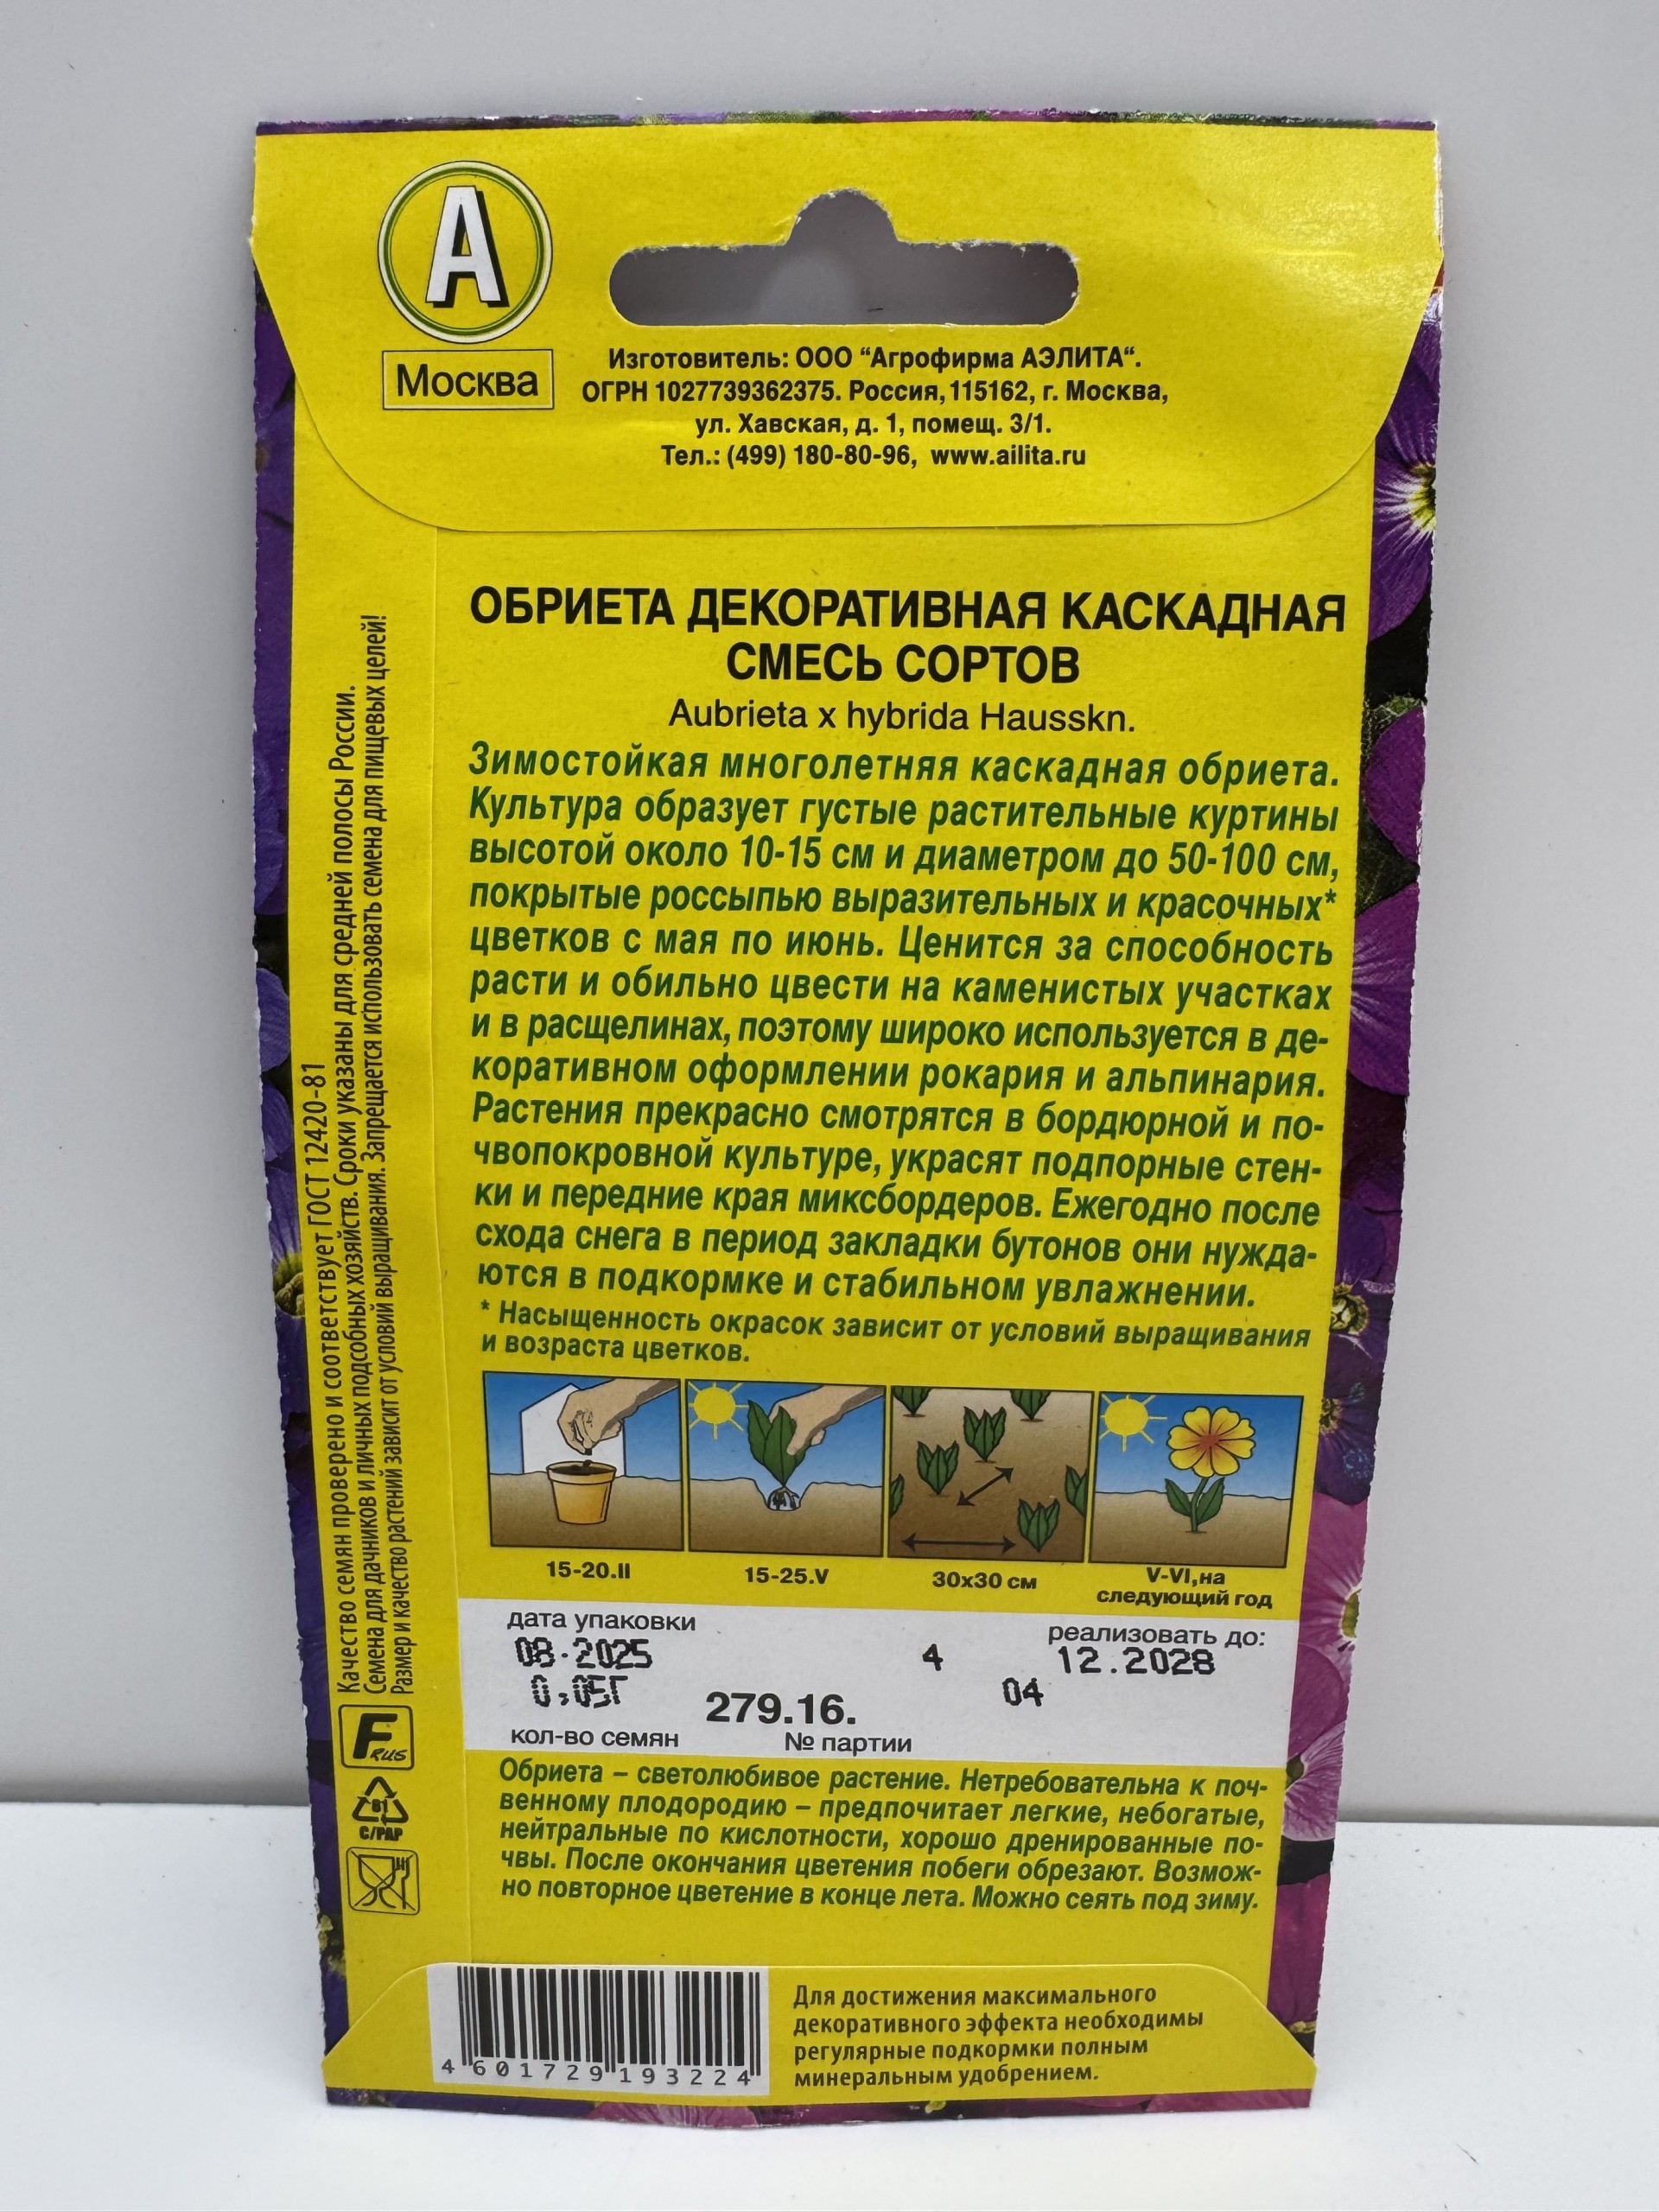 А
Москва
Изготовитель: ООО “Агрофирма АЭЛИТА“.
ОГРН 1027739362375. Россия, 115162, г. Москва,
ул. Хавская, д. 1, помещ. 3/1.
Тел.: (499) 180-80-96, www.ailita.ru
ОБРИЕТА ДЕКОРАТИВНАЯ КАСКАДНАЯ
СМЕСЬ СОРТОВ
Aubrieta x hybrida Hausskn.
Зимостойкая многолетняя каскадная обриета.
Культура образует густые растительные куртины
высотой около 10-15 см и диаметром до 50-100 см,
покрытые россыпью выразительных и красочных*
цветков с мая по июнь. Ценится за способность
расти и обильно цвести на каменистых участках
и в расщелинах, поэтому широко используется в де-
коративном оформлении рокария и альпинария.
Растения прекрасно смотрятся в бордюрной и по-
чвопокровной культуре, украсят подпорные стен-
ки и передние края миксбордеров. Ежегодно после
схода снега в период закладки бутонов они нужда-
ются в подкормке и стабильном увлажнении.
* Насыщенность окрасок зависит от условий выращивания
и возраста цветков.
15-20.II
15-25.V
30x30 см
V-VI,на
следующий год
дата упаковки
реализовать до:
08.2025
4
12.2028
0,05Г
279.16.
04
кол-во семян
№ партии
Обриета – светолюбивое растение. Нетребовательна к поч-
венному плодородию – предпочитает легкие, небогатые,
нейтральные по кислотности, хорошо дренированные по-
чвы. После окончания цветения побеги обрезают. Возмож-
но повторное цветение в конце лета. Можно сеять под зиму.
Качество семян проверено и соответствует ГОСТ 12420-81
Семена для дачников и личных подсобных хозяйств. Сроки указаны для средней полосы России.
Размер и качество растений зависит от условий выращивания. Запрещается использовать семена для пищевых целей!
F RUS
81
C/PAP
4 601729 193224
Для достижения максимального
декоративного эффекта необходимы
регулярные подкормки полным
минеральным удобрением.